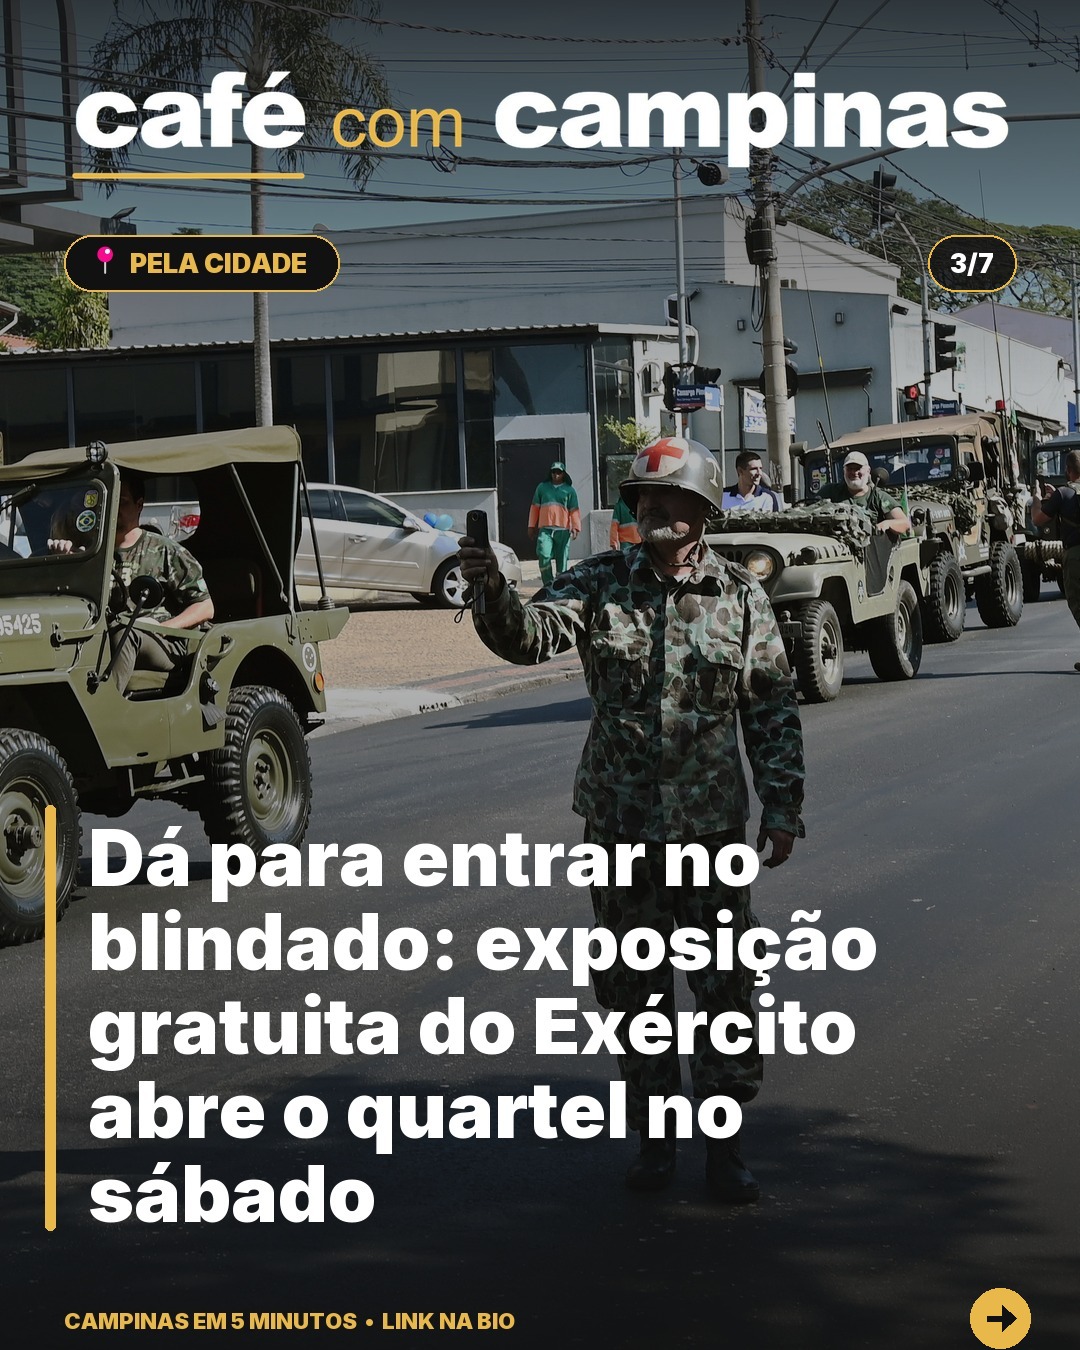 café com campinas
PELA CIDADE
3/7
95425
Dá para entrar no
blindado: exposição
gratuita do Exército
abre o quartel no
sábado
CAMPINAS EM 5 MINUTOS • LINK NA BIO